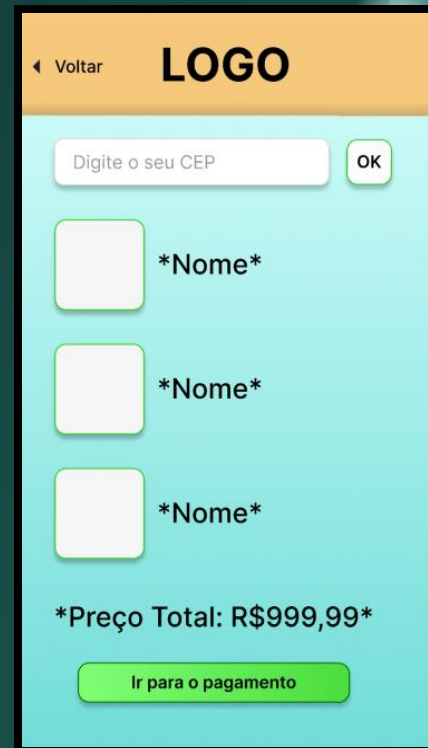 Voltar
LOGO
Digite o seu CEP
OK
*Nome*
*Nome*
*Nome*
*Preço Total: R$999,99*
Ir para o pagamento